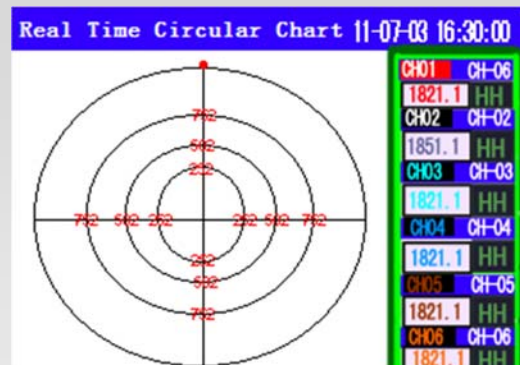 Real Time Circular Chart 11-07-03 16:30:00
CH01 CH-06
1821.1 HH
CH02 CH-02
1851.1 HH
CH03 CH-03
1821.1 HH
CH04 CH-04
1821.1 HH
CH05 CH-05
1821.1 HH
CH06 CH-06
1821.1 HH
752
502
252
752 502 252 252 502 752
252
502
752